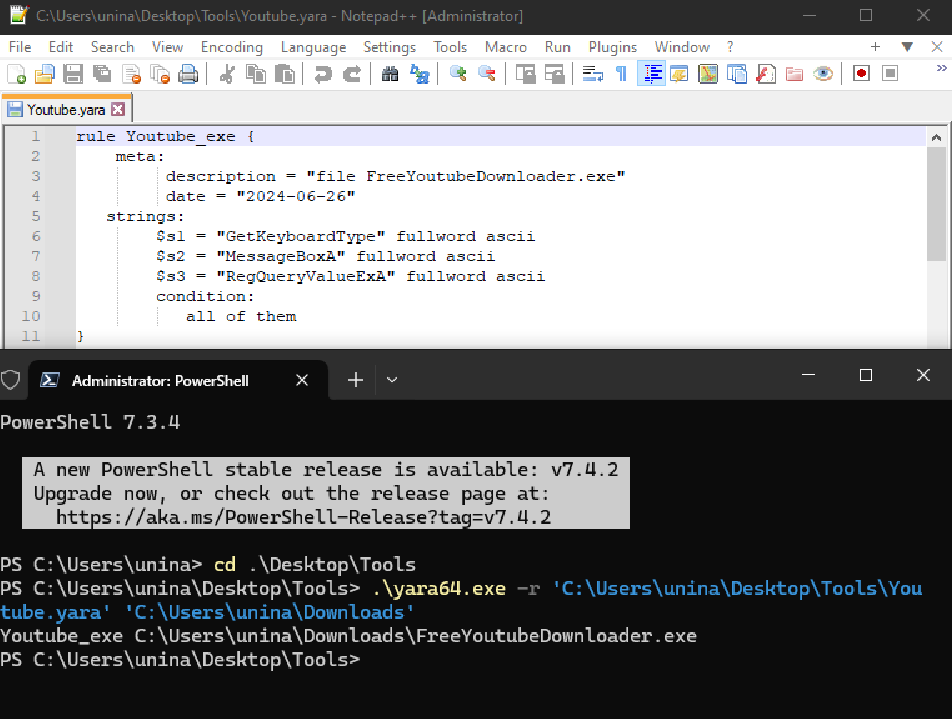 C:\Users\unina\Desktop\Tools\Youtube.yara - Notepad++ [Administrator]
File Edit Search View Encoding Language Settings Tools Macro Run Plugins Window ?
Youtube.yara
1 rule Youtube_exe {
2 meta:
3 description = "file FreeYoutubeDownloader.exe"
4 date = "2024-06-26"
5 strings:
6 $s1 = "GetKeyboardType" fullword ascii
7 $s2 = "MessageBoxA" fullword ascii
8 $s3 = "RegQueryValueExA" fullword ascii
9 condition:
10 all of them
11 }
Administrator: PowerShell
PowerShell 7.3.4
A new PowerShell stable release is available: v7.4.2
Upgrade now, or check out the release page at:
https://aka.ms/PowerShell-Release?tag=v7.4.2
PS C:\Users\unina> cd .\Desktop\Tools
PS C:\Users\unina\Desktop\Tools> .\yara64.exe -r 'C:\Users\unina\Desktop\Tools\You
tube.yara' 'C:\Users\unina\Downloads'
Youtube_exe C:\Users\unina\Downloads\FreeYoutubeDownloader.exe
PS C:\Users\unina\Desktop\Tools>